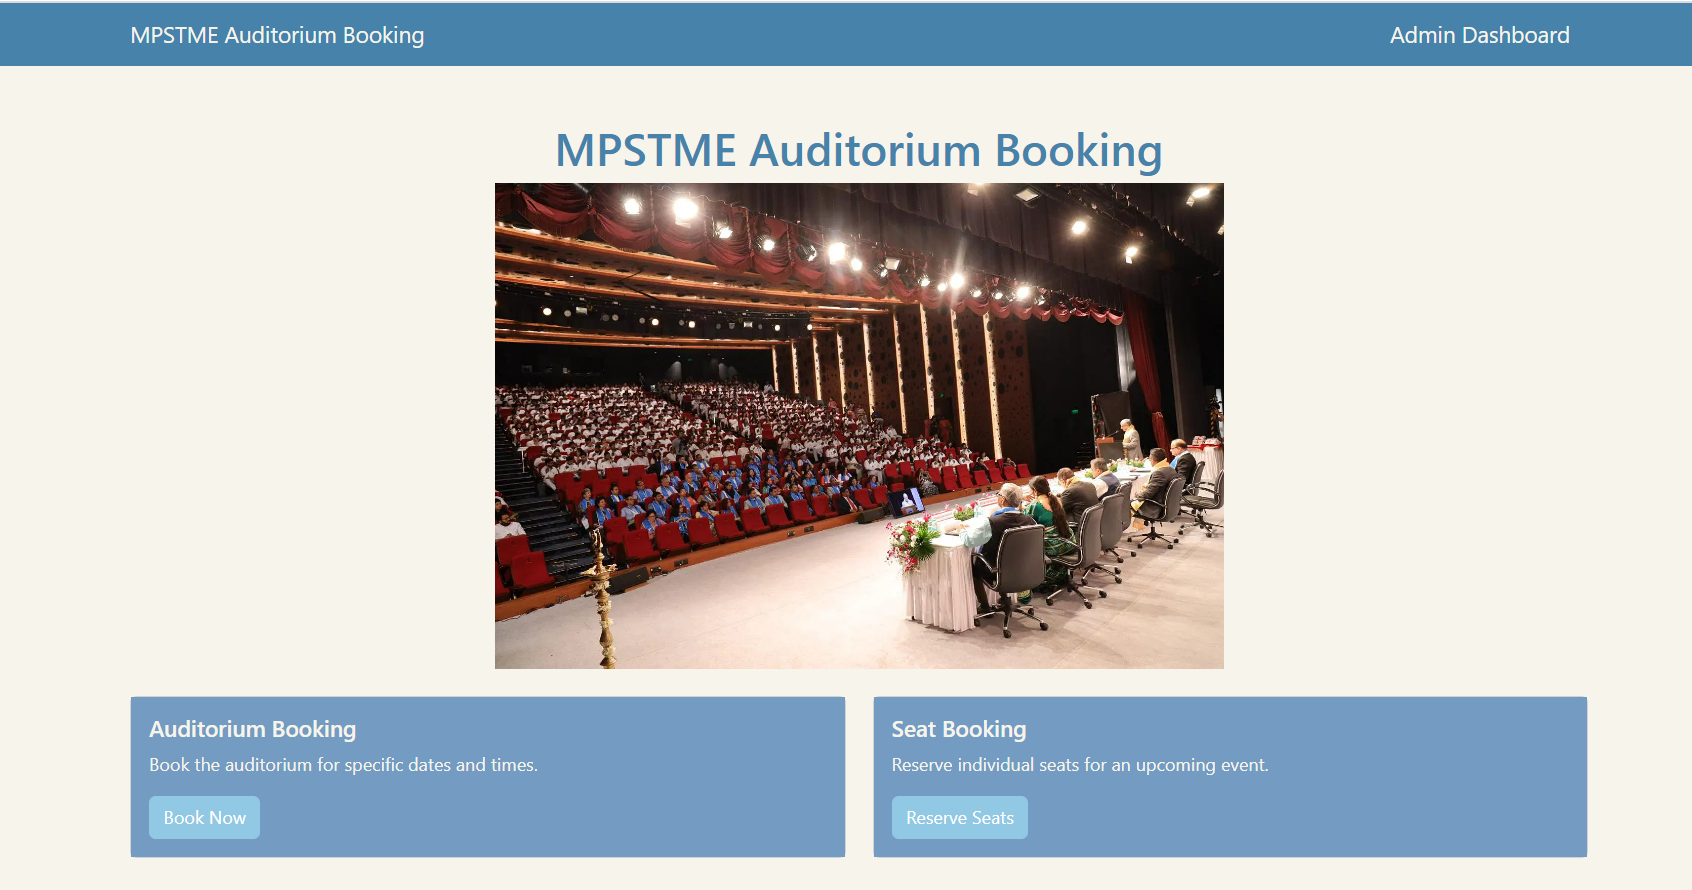 MPSTME Auditorium Booking
Admin Dashboard
MPSTME Auditorium Booking
Auditorium Booking
Book the auditorium for specific dates and times.
Book Now
Seat Booking
Reserve individual seats for an upcoming event.
Reserve Seats